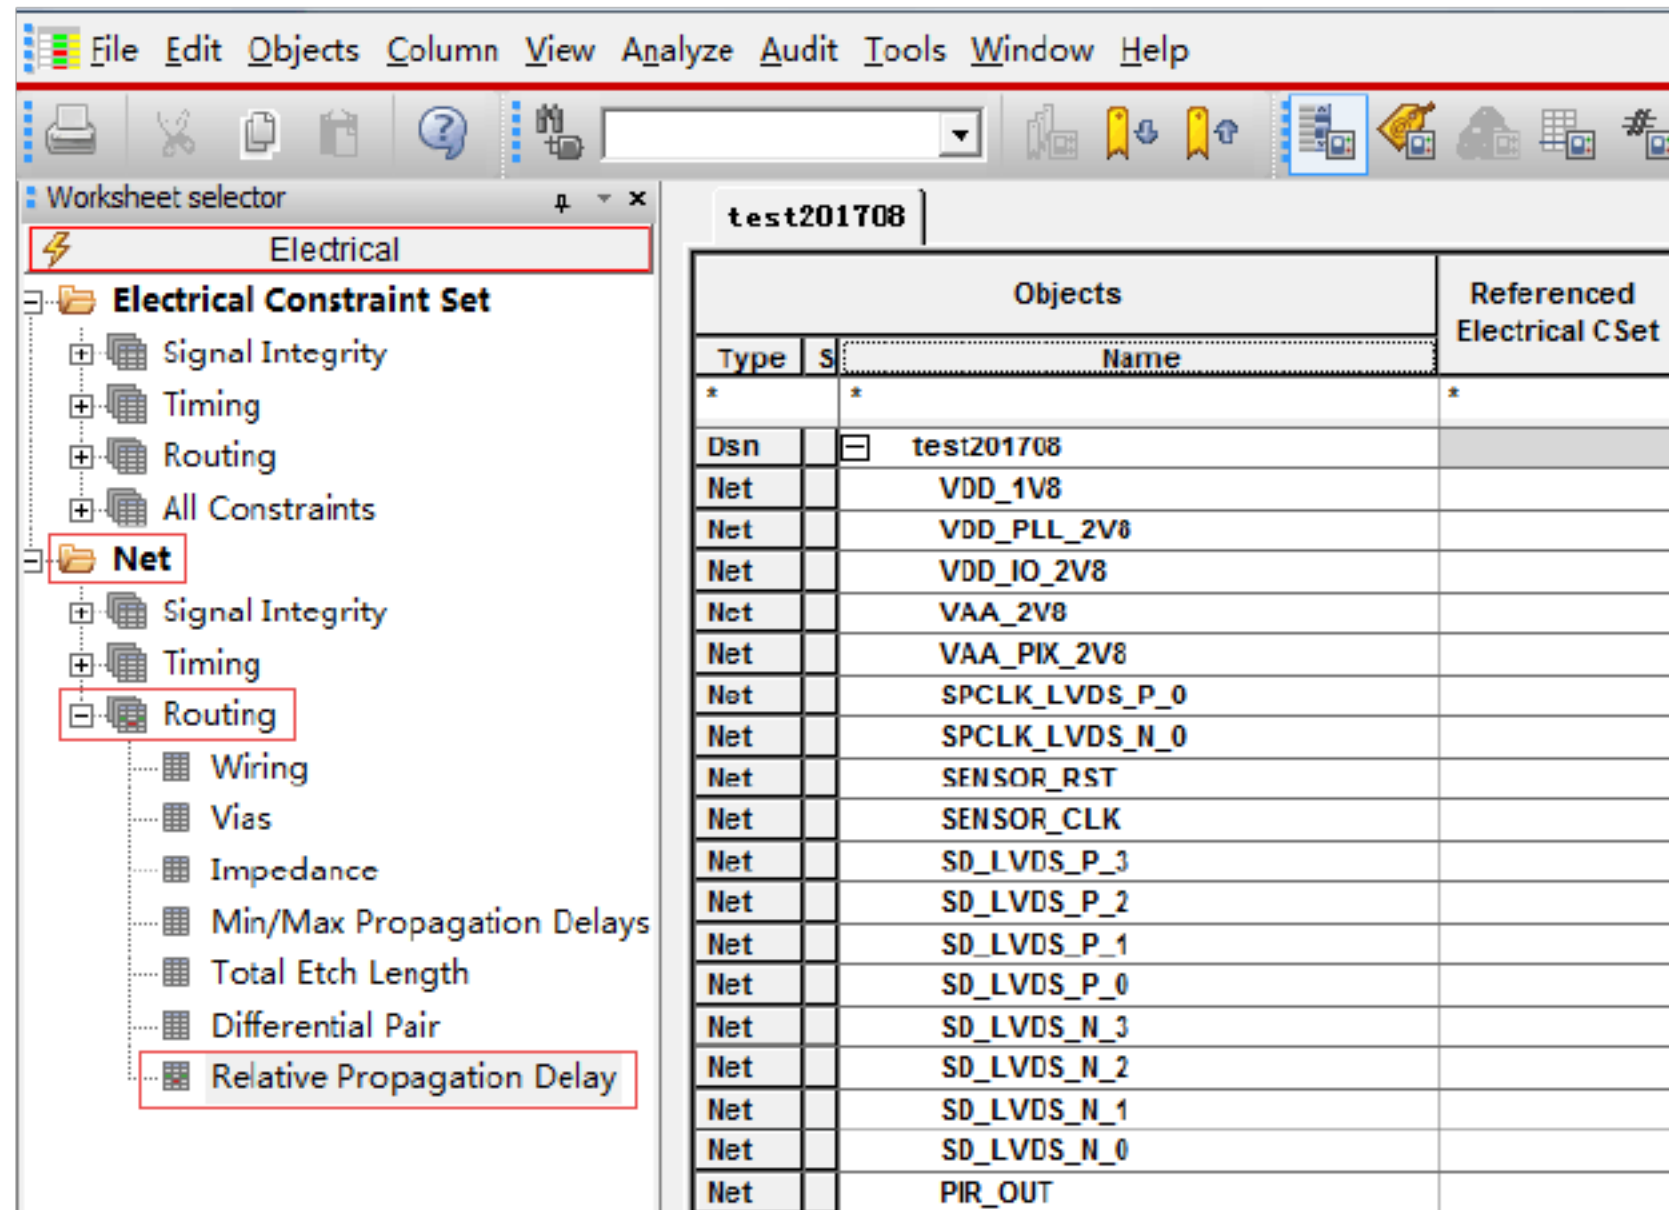 File Edit Objects Column View Analyze Audit Tools Window Help
Worksheet selector
Electrical
Electrical Constraint Set
Signal Integrity
Timing
Routing
All Constraints
Net
Signal Integrity
Timing
Routing
Wiring
Vias
Impedance
Min/Max Propagation Delays
Total Etch Length
Differential Pair
Relative Propagation Delay
test201708
Objects
Referenced
Electrical CSet
Type S Name
* * *
Dsn test201708
Net VDD_1V8
Net VDD_PLL_2V8
Net VDD_IO_2V8
Net VAA_2V8
Net VAA_PIX_2V8
Net SPCLK_LVDS_P_0
Net SPCLK_LVDS_N_0
Net SENSOR_RST
Net SENSOR_CLK
Net SD_LVDS_P_3
Net SD_LVDS_P_2
Net SD_LVDS_P_1
Net SD_LVDS_P_0
Net SD_LVDS_N_3
Net SD_LVDS_N_2
Net SD_LVDS_N_1
Net SD_LVDS_N_0
Net PIR_OUT